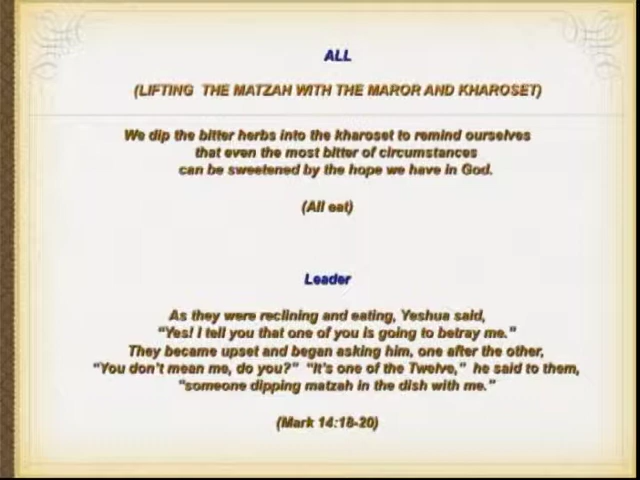 ALL
(LIFTING THE MATZAH WITH THE MAROR AND KHAROSET)
We dip the bitter herbs into the kharoset to remind ourselves
that even the most bitter of circumstances
can be sweetened by the hope we have in God.
(All eat)
Leader
As they were reclining and eating, Yeshua said,
"Yes! I tell you that one of you is going to betray me."
They became upset and began asking him, one after the other,
"You don't mean me, do you?" "It's one of the Twelve," he said to them,
"someone dipping matzah in the dish with me."
(Mark 14:18-20)